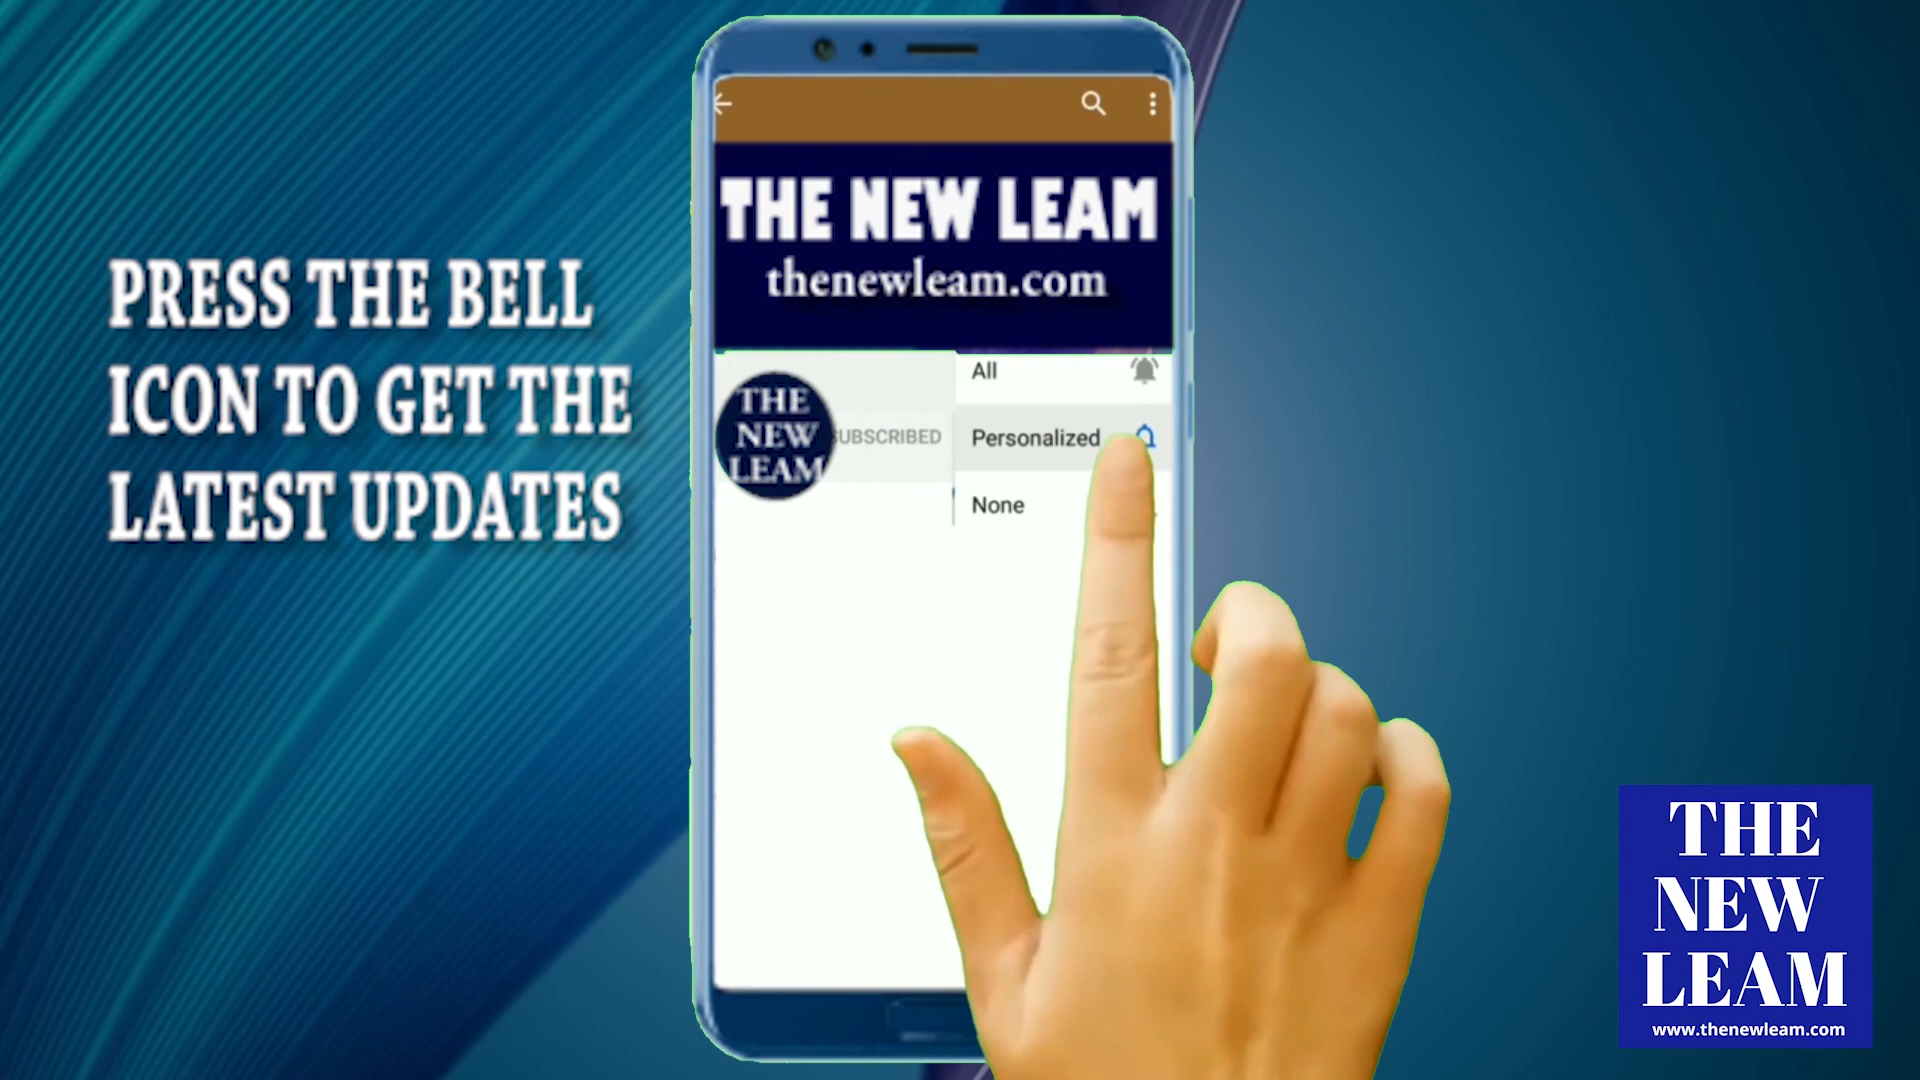 PRESS THE BELL
ICON TO GET THE
LATEST UPDATES
THE NEW LEAM
thenewleam.com
All
THE
NEW
LEAM
SUBSCRIBED
Personalized
None
THE
NEW
LEAM
www.thenewleam.com